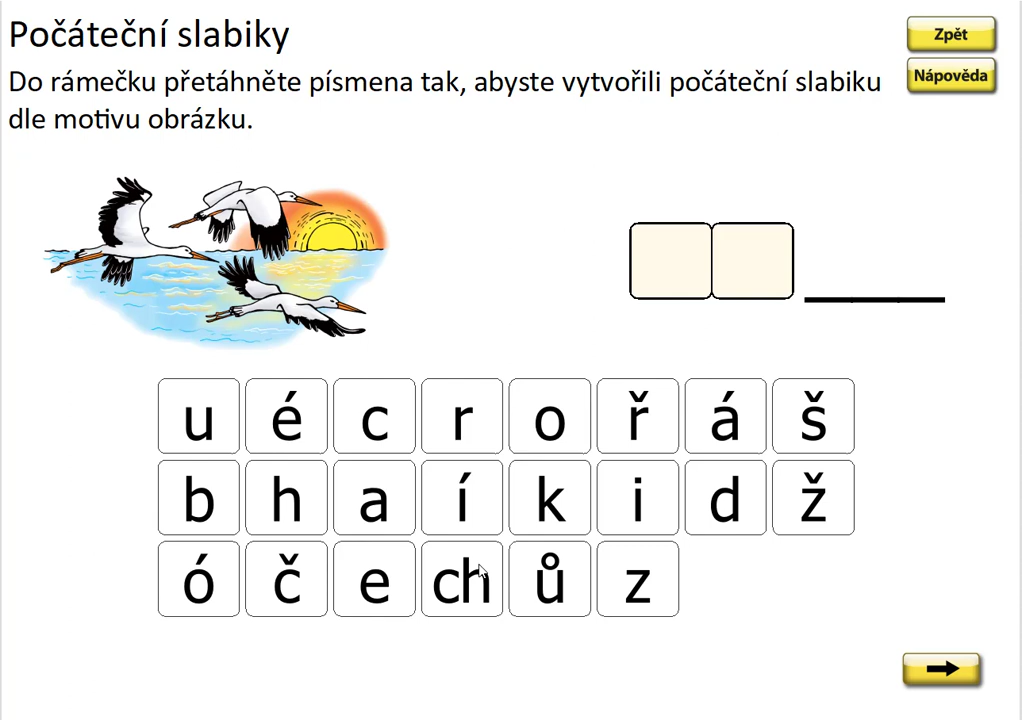 Počáteční slabiky
Zpět
Nápověda
Do rámečku přetáhněte písmena tak, abyste vytvořili počáteční slabiku
dle motivu obrázku.
u é c r o ř á š
b h a í k i d ž
ó č e ch ů z